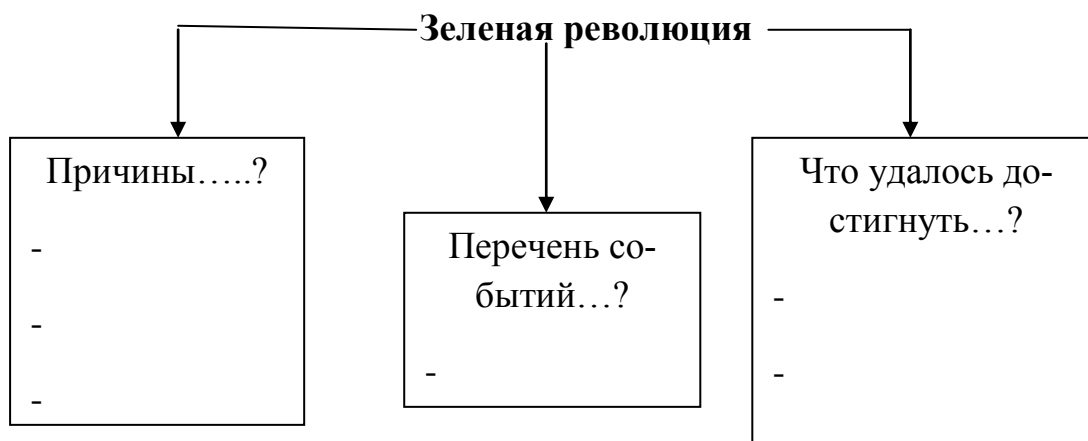 Зеленая революция
Причины…..?
-
-
-
Перечень со-
бытий…?
-
Что удалось до-
стигнуть…?
-
-